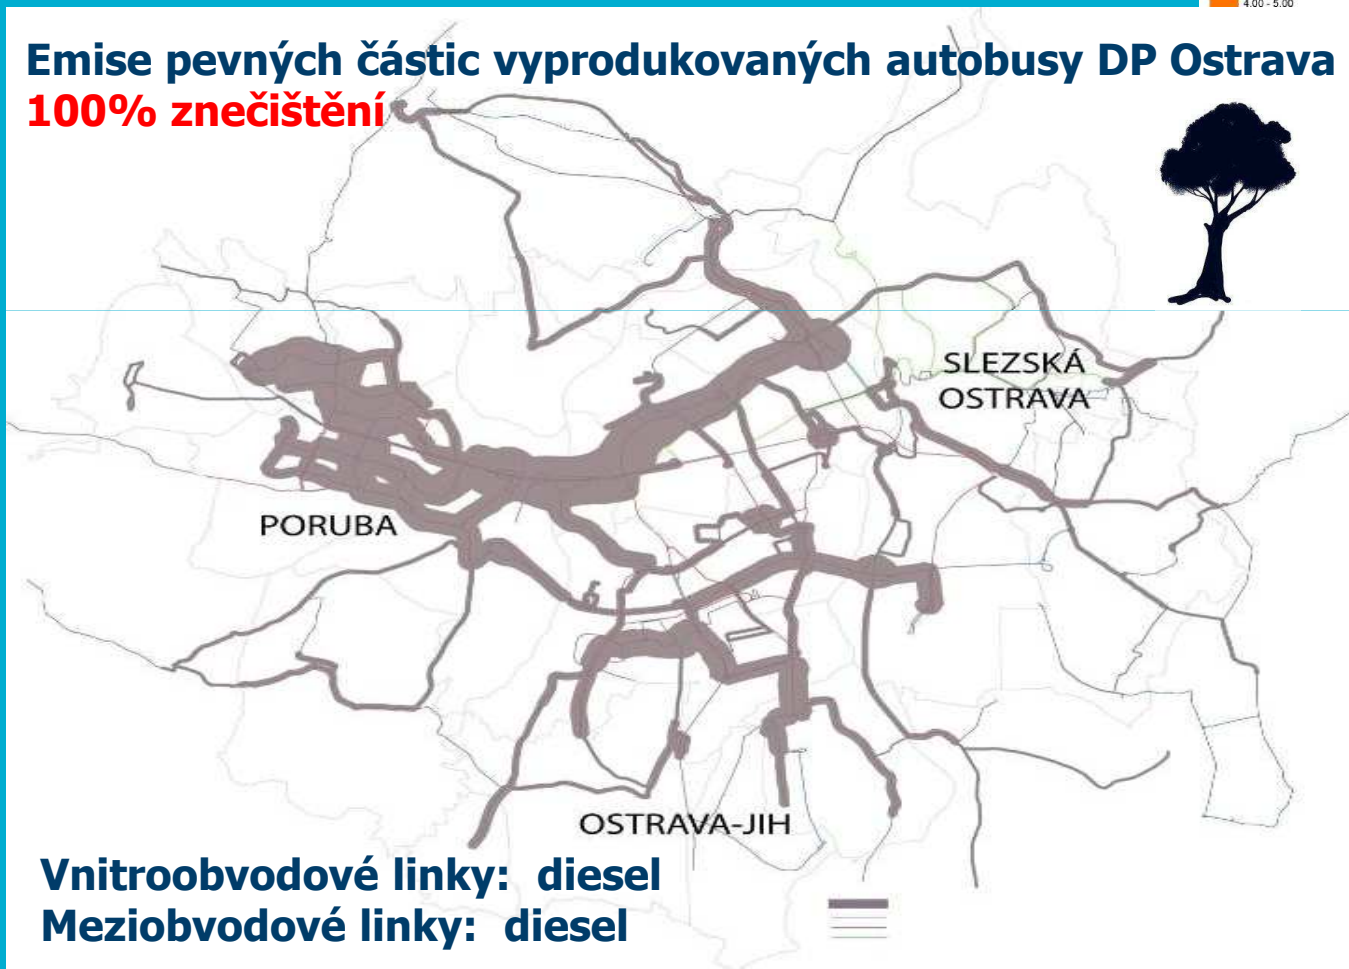 4.00 - 5.00
Emise pevných částic vyprodukovaných autobusy DP Ostrava
100% znečištění
SLEZSKÁ
OSTRAVA
PORUBA
OSTRAVA-JIH
Vnitroobvodové linky: diesel
Meziobvodové linky: diesel